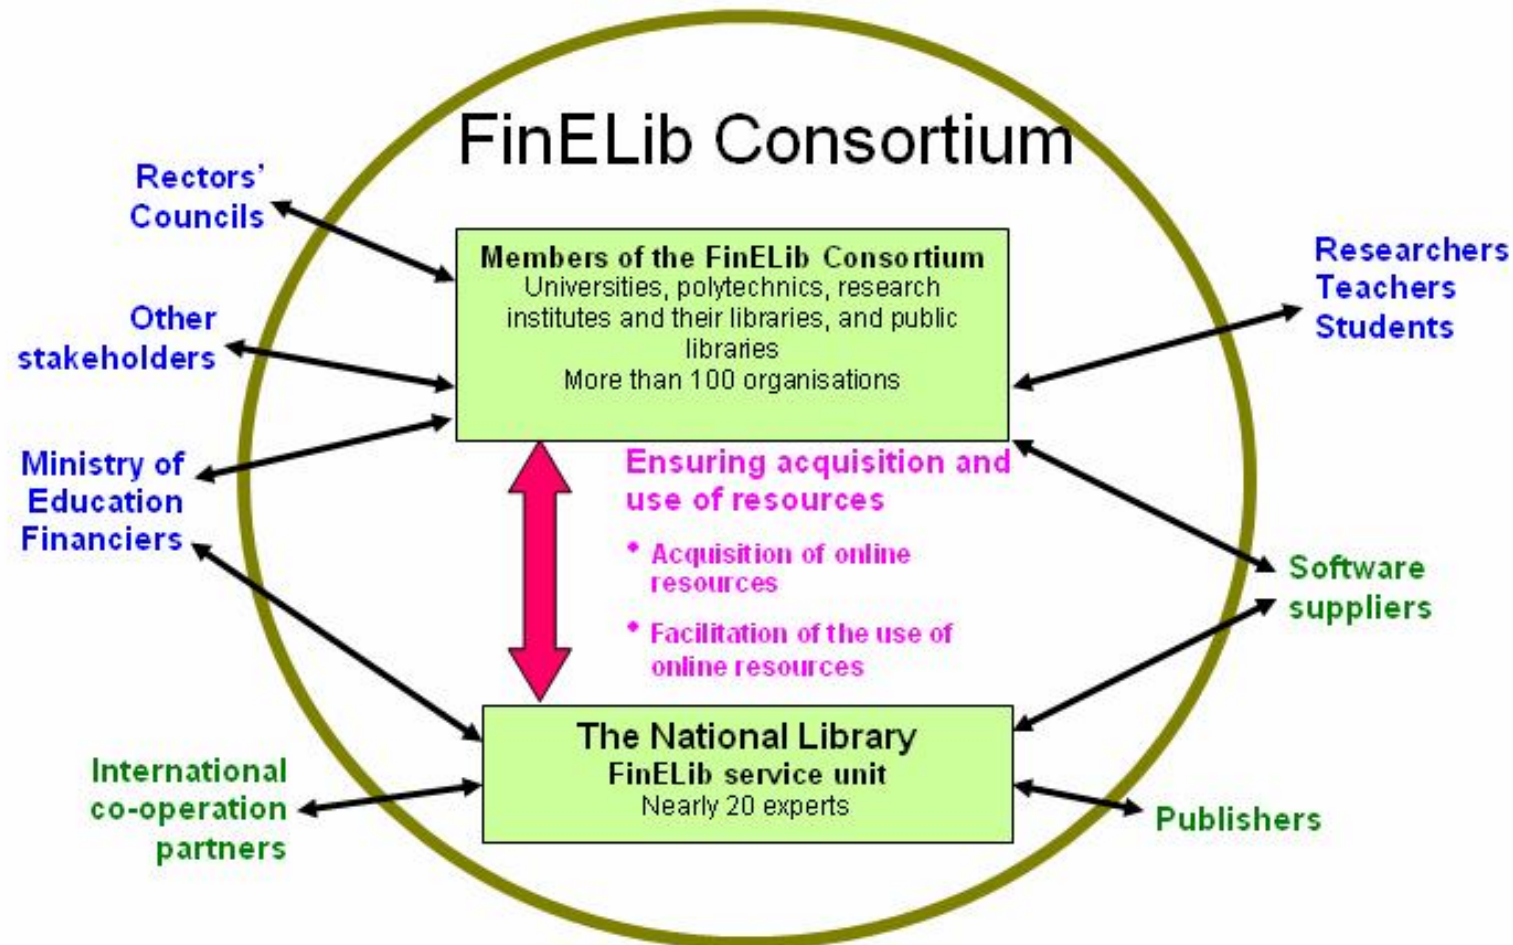 FinELib Consortium
Rectors'
Councils
Other
stakeholders
Ministry of
Education
Financiers
International
co-operation
partners
Members of the FinELib Consortium
Universities, polytechnics, research
institutes and their libraries, and public
libraries
More than 100 organisations
Ensuring acquisition and
use of resources
• Acquisition of online
resources
• Facilitation of the use of
online resources
The National Library
FinELib service unit
Nearly 20 experts
Researchers
Teachers
Students
Software
suppliers
Publishers